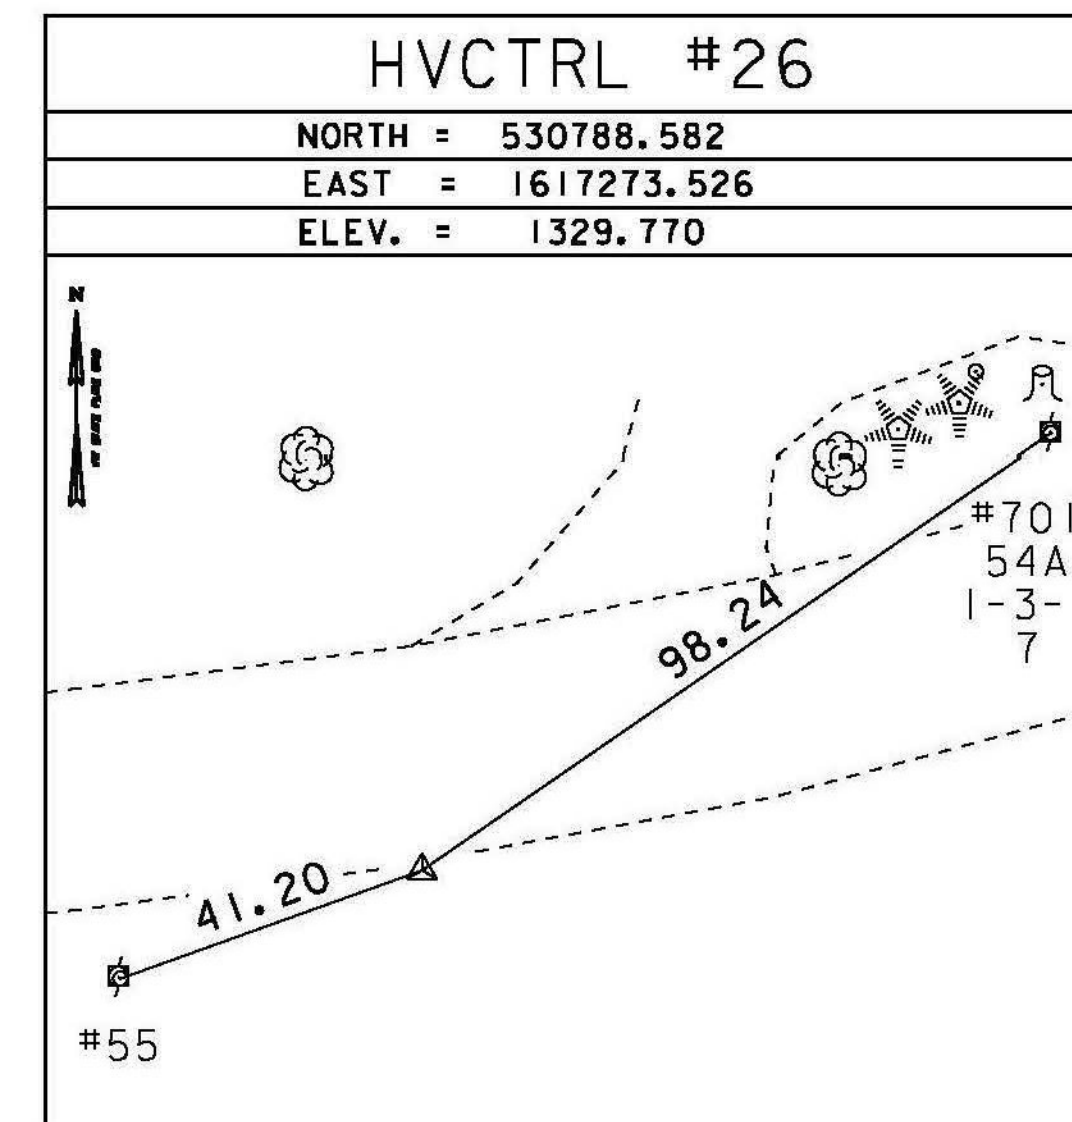 HVCTRL #26
NORTH = 530788.582
EAST = 1617273.526
ELEV. = 1329.770
N
#701
54A
1-3-
7
98.24
41.20
#55